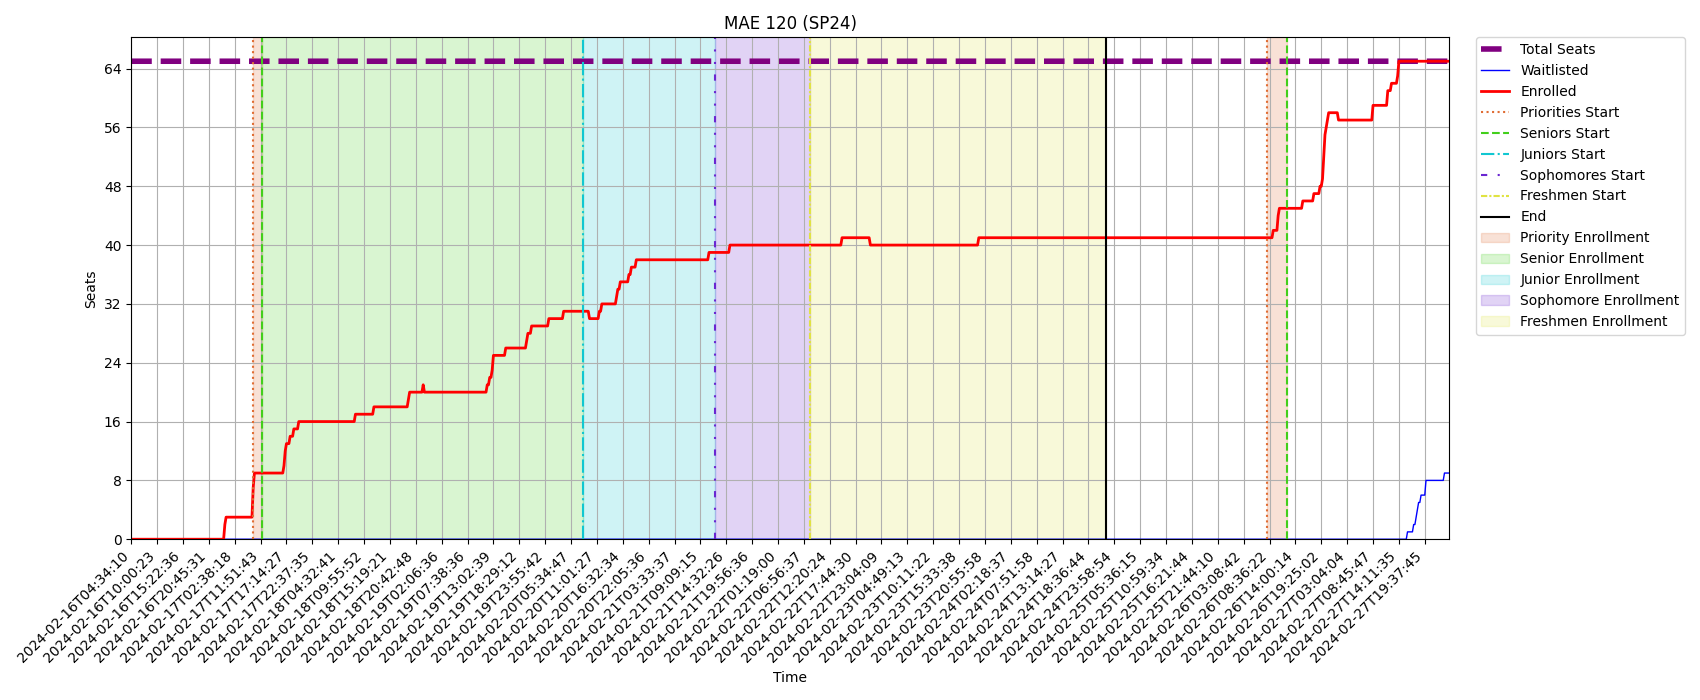 MAE 120 (SP24)
Seats
64
56
48
40
32
24
16
8
0
2024-02-16T04:34:10
2024-02-16T10:00:23
2024-02-16T15:22:36
2024-02-16T20:45:31
2024-02-17T02:38:18
2024-02-17T11:51:43
2024-02-17T17:14:27
2024-02-17T22:37:35
2024-02-18T04:32:41
2024-02-18T09:55:52
2024-02-18T15:19:21
2024-02-18T20:42:48
2024-02-19T02:06:36
2024-02-19T07:38:36
2024-02-19T13:02:39
2024-02-19T18:29:12
2024-02-19T23:55:42
2024-02-20T05:34:47
2024-02-20T11:01:27
2024-02-20T16:32:34
2024-02-20T22:05:36
2024-02-21T03:33:37
2024-02-21T09:09:15
2024-02-21T14:32:26
2024-02-21T19:56:36
2024-02-22T01:19:00
2024-02-22T06:56:37
2024-02-22T12:20:24
2024-02-22T17:44:30
2024-02-22T23:04:09
2024-02-23T04:49:13
2024-02-23T10:11:22
2024-02-23T15:33:38
2024-02-23T20:55:58
2024-02-24T02:18:37
2024-02-24T07:51:58
2024-02-24T13:14:27
2024-02-24T18:36:44
2024-02-24T23:58:54
2024-02-25T05:36:15
2024-02-25T10:59:34
2024-02-25T16:21:44
2024-02-25T21:44:10
2024-02-26T03:08:42
2024-02-26T08:36:22
2024-02-26T14:00:14
2024-02-26T19:25:02
2024-02-27T03:04:04
2024-02-27T08:45:47
2024-02-27T14:11:35
2024-02-27T19:37:45
Time
Total Seats
Waitlisted
Enrolled
Priorities Start
Seniors Start
Juniors Start
Sophomores Start
Freshmen Start
End
Priority Enrollment
Senior Enrollment
Junior Enrollment
Sophomore Enrollment
Freshmen Enrollment